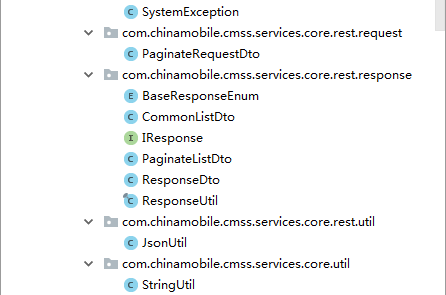 SystemException
com.chinamobile.cmss.services.core.rest.request
PaginateRequestDto
com.chinamobile.cmss.services.core.rest.response
E BaseResponseEnum
C CommonListDto
I IResponse
C PaginateListDto
C ResponseDto
C ResponseUtil
com.chinamobile.cmss.services.core.rest.util
C JsonUtil
com.chinamobile.cmss.services.core.util
C StringUtil